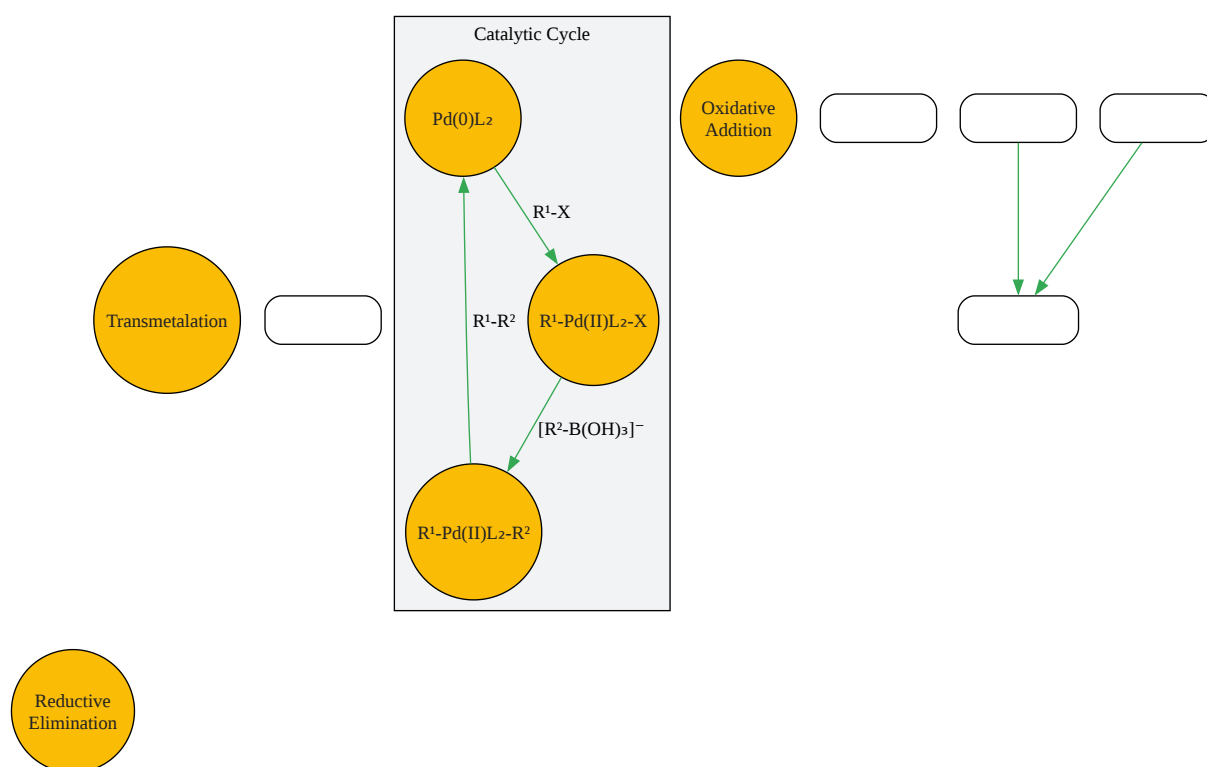 Catalytic Cycle
Pd(0)L₂
Oxidative
Addition
R¹-X
Transmetalation
R¹-R²
R¹-Pd(II)L₂-X
[R²-B(OH)₃]⁻
R¹-Pd(II)L₂-R²
Reductive
Elimination